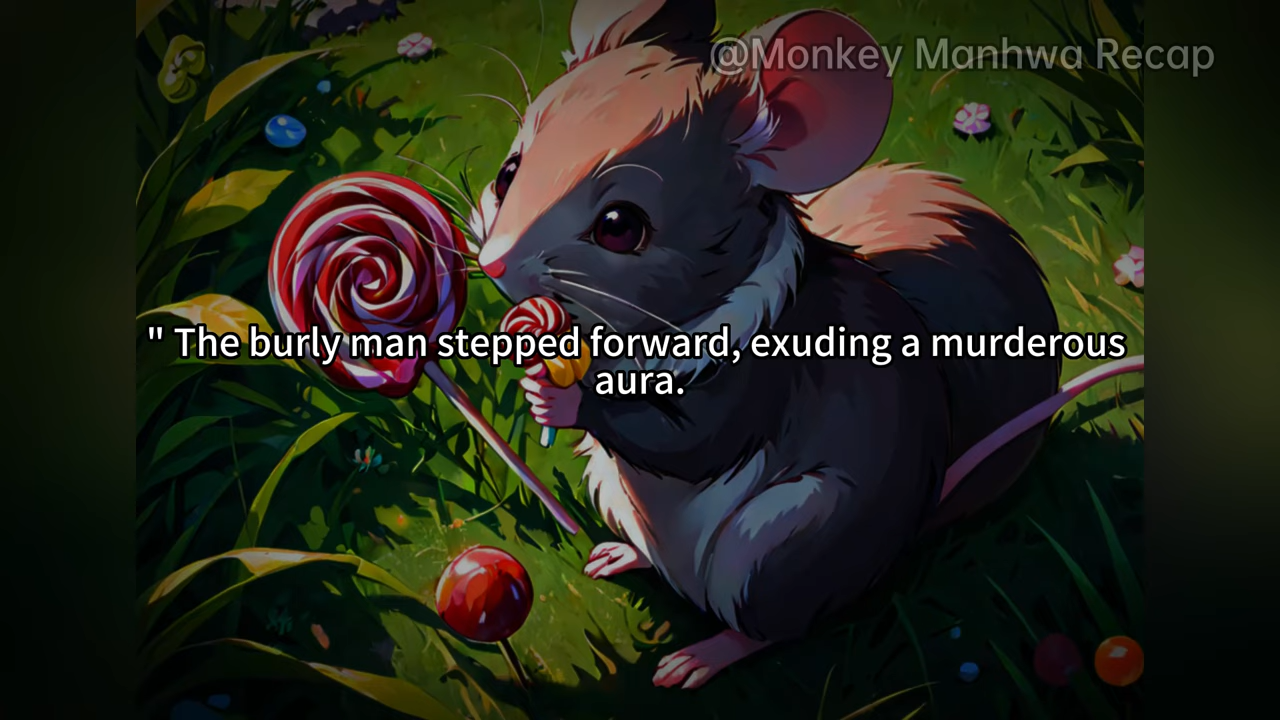 @Monkey Manhwa Recap
" The burly man stepped forward, exuding a murderous
aura.